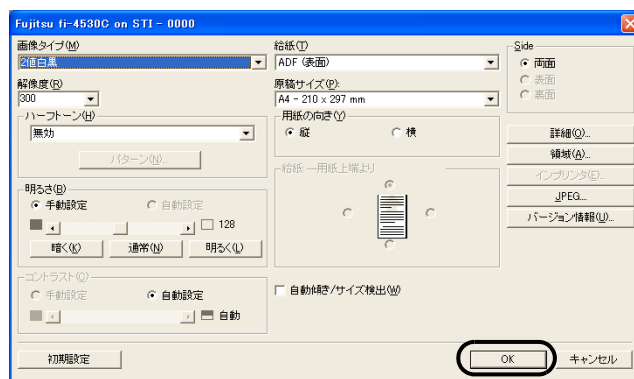 Fujitsu fi-4530C on STI - 0000
画像タイプ(M)
2値白黒
解像度(R)
300
ハーフトーン(H)
無効
パターン(N)...
明るさ(B)
手動設定
自動設定
128
暗く(K)
通常(N)
明るく(L)
コントラスト(C)
手動設定
自動設定
自動
初期設定
給紙(T)
ADF (表面)
原稿サイズ(P):
A4 - 210 x 297 mm
用紙の向き(Y)
縦
横
給紙 ―用紙上端より
自動傾き/サイズ検出(W)
Side
両面
表面
裏面
詳細(O)...
領域(A)...
インプリンタ(E)...
JPEG...
バージョン情報(U)...
OK
キャンセル